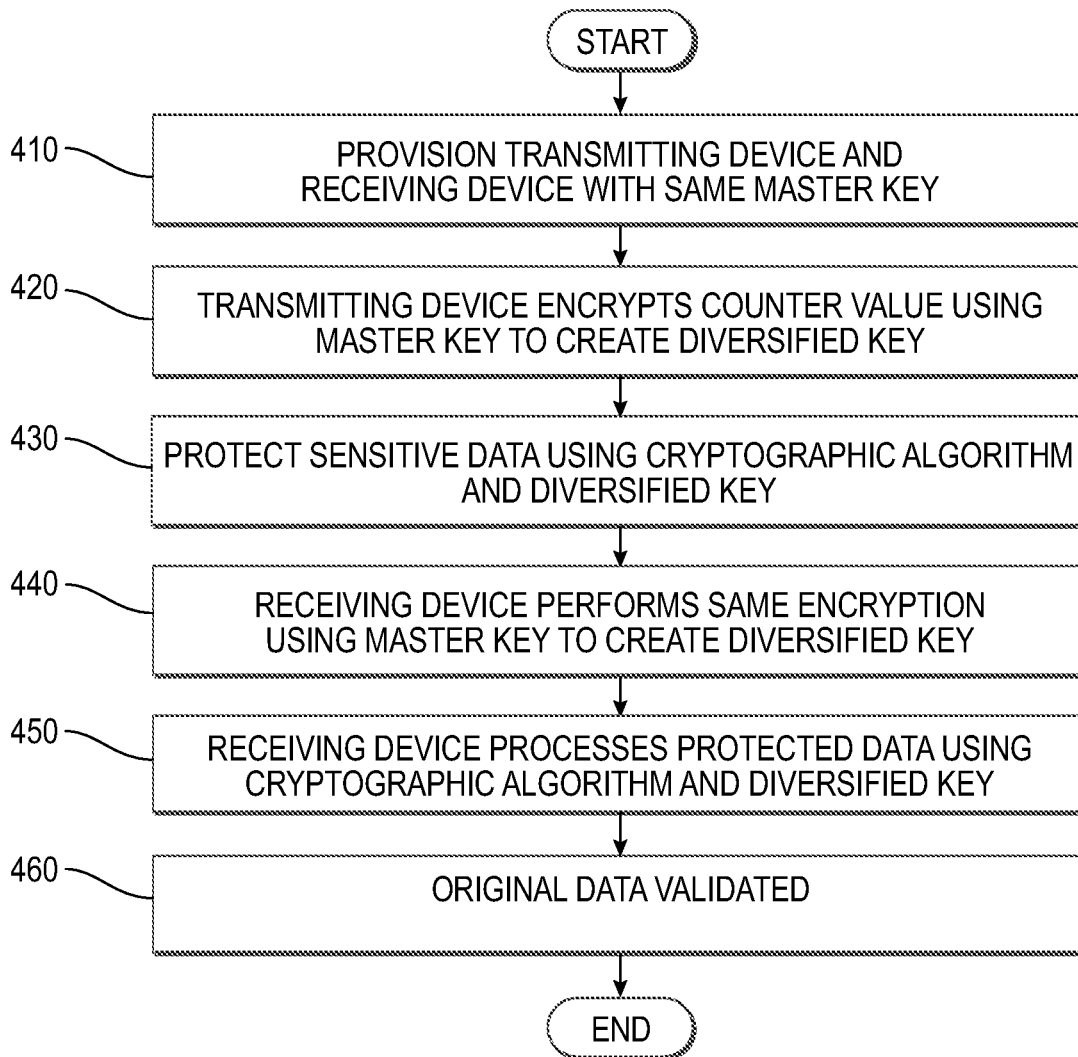 START
410
PROVISION TRANSMITTING DEVICE AND
RECEIVING DEVICE WITH SAME MASTER KEY
420
TRANSMITTING DEVICE ENCRYPTS COUNTER VALUE USING
MASTER KEY TO CREATE DIVERSIFIED KEY
430
PROTECT SENSITIVE DATA USING CRYPTOGRAPHIC ALGORITHM
AND DIVERSIFIED KEY
440
RECEIVING DEVICE PERFORMS SAME ENCRYPTION
USING MASTER KEY TO CREATE DIVERSIFIED KEY
450
RECEIVING DEVICE PROCESSES PROTECTED DATA USING
CRYPTOGRAPHIC ALGORITHM AND DIVERSIFIED KEY
460
ORIGINAL DATA VALIDATED
END